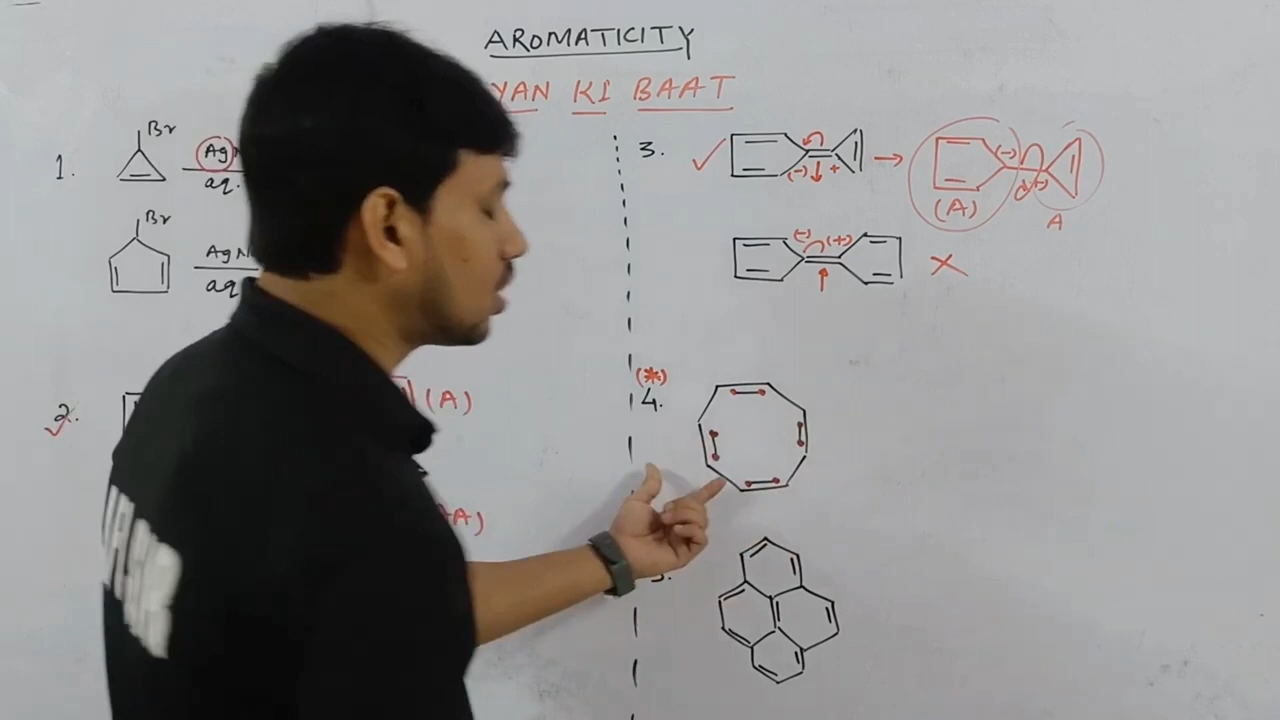 AROMATICITY
YAN KI BAAT
1.
Br
Ag
aq.
Br
AgN
aq
2.
(A)
A)
3.
(-) +
(-) (+)
(A)
A
(-) (+)
(*)
4.